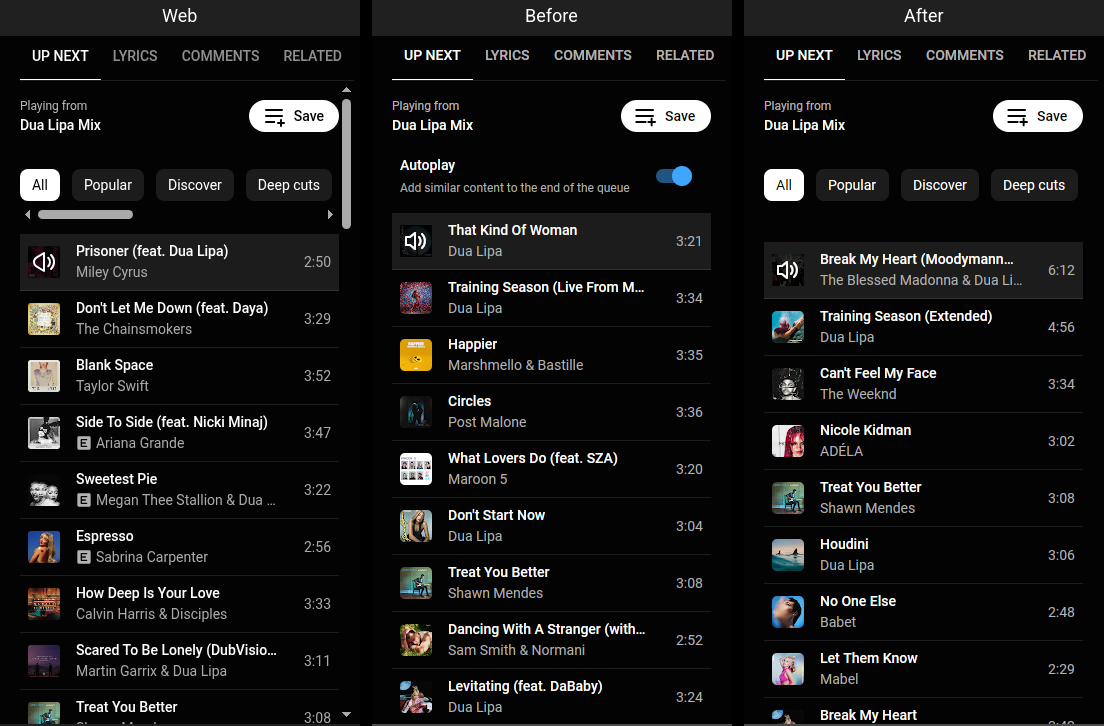 Web
UP NEXT LYRICS COMMENTS RELATED
Playing from
Dua Lipa Mix
Save
All Popular Discover Deep cuts
Prisoner (feat. Dua Lipa)
Miley Cyrus
2:50
Don't Let Me Down (feat. Daya)
The Chainsmokers
3:29
Blank Space
Taylor Swift
3:52
Side To Side (feat. Nicki Minaj)
E Ariana Grande
3:47
Sweetest Pie
E Megan Thee Stallion & Dua ...
3:22
Espresso
E Sabrina Carpenter
2:56
How Deep Is Your Love
Calvin Harris & Disciples
3:33
Scared To Be Lonely (DubVisio...
Martin Garrix & Dua Lipa
3:11
Treat You Better
3:08
Before
UP NEXT LYRICS COMMENTS RELATED
Playing from
Dua Lipa Mix
Save
Autoplay
Add similar content to the end of the queue
That Kind Of Woman
Dua Lipa
3:21
Training Season (Live From M...
Dua Lipa
3:34
Happier
Marshmello & Bastille
3:35
Circles
Post Malone
3:36
What Lovers Do (feat. SZA)
Maroon 5
3:20
Don't Start Now
Dua Lipa
3:04
Treat You Better
Shawn Mendes
3:08
Dancing With A Stranger (with...
Sam Smith & Normani
2:52
Levitating (feat. DaBaby)
Dua Lipa
3:24
After
UP NEXT LYRICS COMMENTS RELATED
Playing from
Dua Lipa Mix
Save
All Popular Discover Deep cuts
Break My Heart (Moodymann...
The Blessed Madonna & Dua Li...
6:12
Training Season (Extended)
Dua Lipa
4:56
Can't Feel My Face
The Weeknd
3:34
Nicole Kidman
ADÉLA
3:02
Treat You Better
Shawn Mendes
3:08
Houdini
Dua Lipa
3:06
No One Else
Babet
2:48
Let Them Know
Mabel
2:29
Break My Heart